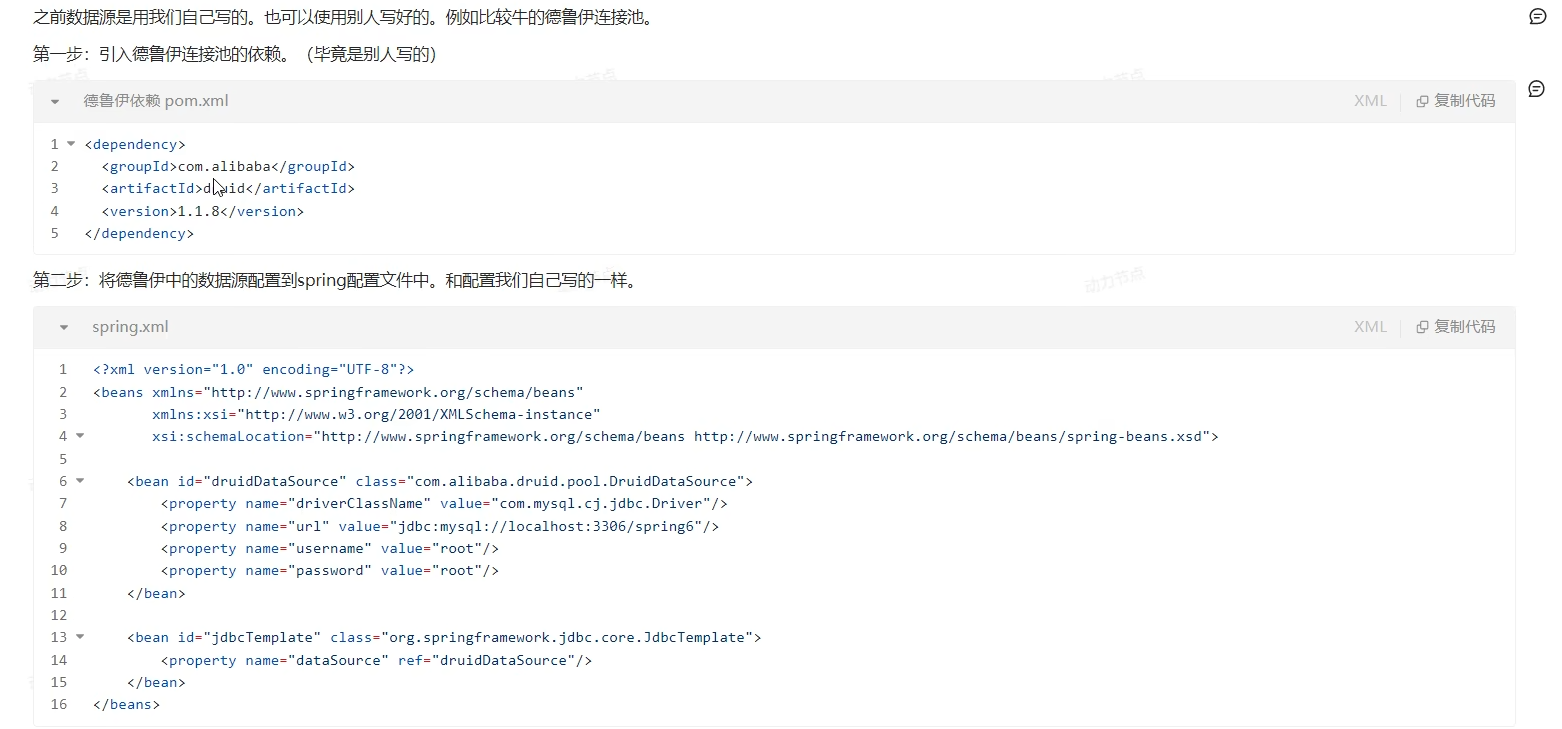 之前数据源是用我们自己写的。也可以使用别人写好的。例如比较牛的德鲁伊连接池。
第一步：引入德鲁伊连接池的依赖。（毕竟是别人写的）
德鲁伊依赖 pom.xml
XML
复制代码
1 <dependency>
2   <groupId>com.alibaba</groupId>
3   <artifactId>druid</artifactId>
4   <version>1.1.8</version>
5 </dependency>
第二步：将德鲁伊中的数据源配置到spring配置文件中。和配置我们自己写的一样。
动力节点
spring.xml
XML
复制代码
1 <?xml version="1.0" encoding="UTF-8"?>
2 <beans xmlns="http://www.springframework.org/schema/beans"
3        xmlns:xsi="http://www.w3.org/2001/XMLSchema-instance"
4        xsi:schemaLocation="http://www.springframework.org/schema/beans http://www.springframework.org/schema/beans/spring-beans.xsd">
5
6     <bean id="druidDataSource" class="com.alibaba.druid.pool.DruidDataSource">
7         <property name="driverClassName" value="com.mysql.cj.jdbc.Driver"/>
8         <property name="url" value="jdbc:mysql://localhost:3306/spring6"/>
9         <property name="username" value="root"/>
10         <property name="password" value="root"/>
11     </bean>
12
13     <bean id="jdbcTemplate" class="org.springframework.jdbc.core.JdbcTemplate">
14         <property name="dataSource" ref="druidDataSource"/>
15     </bean>
16 </beans>